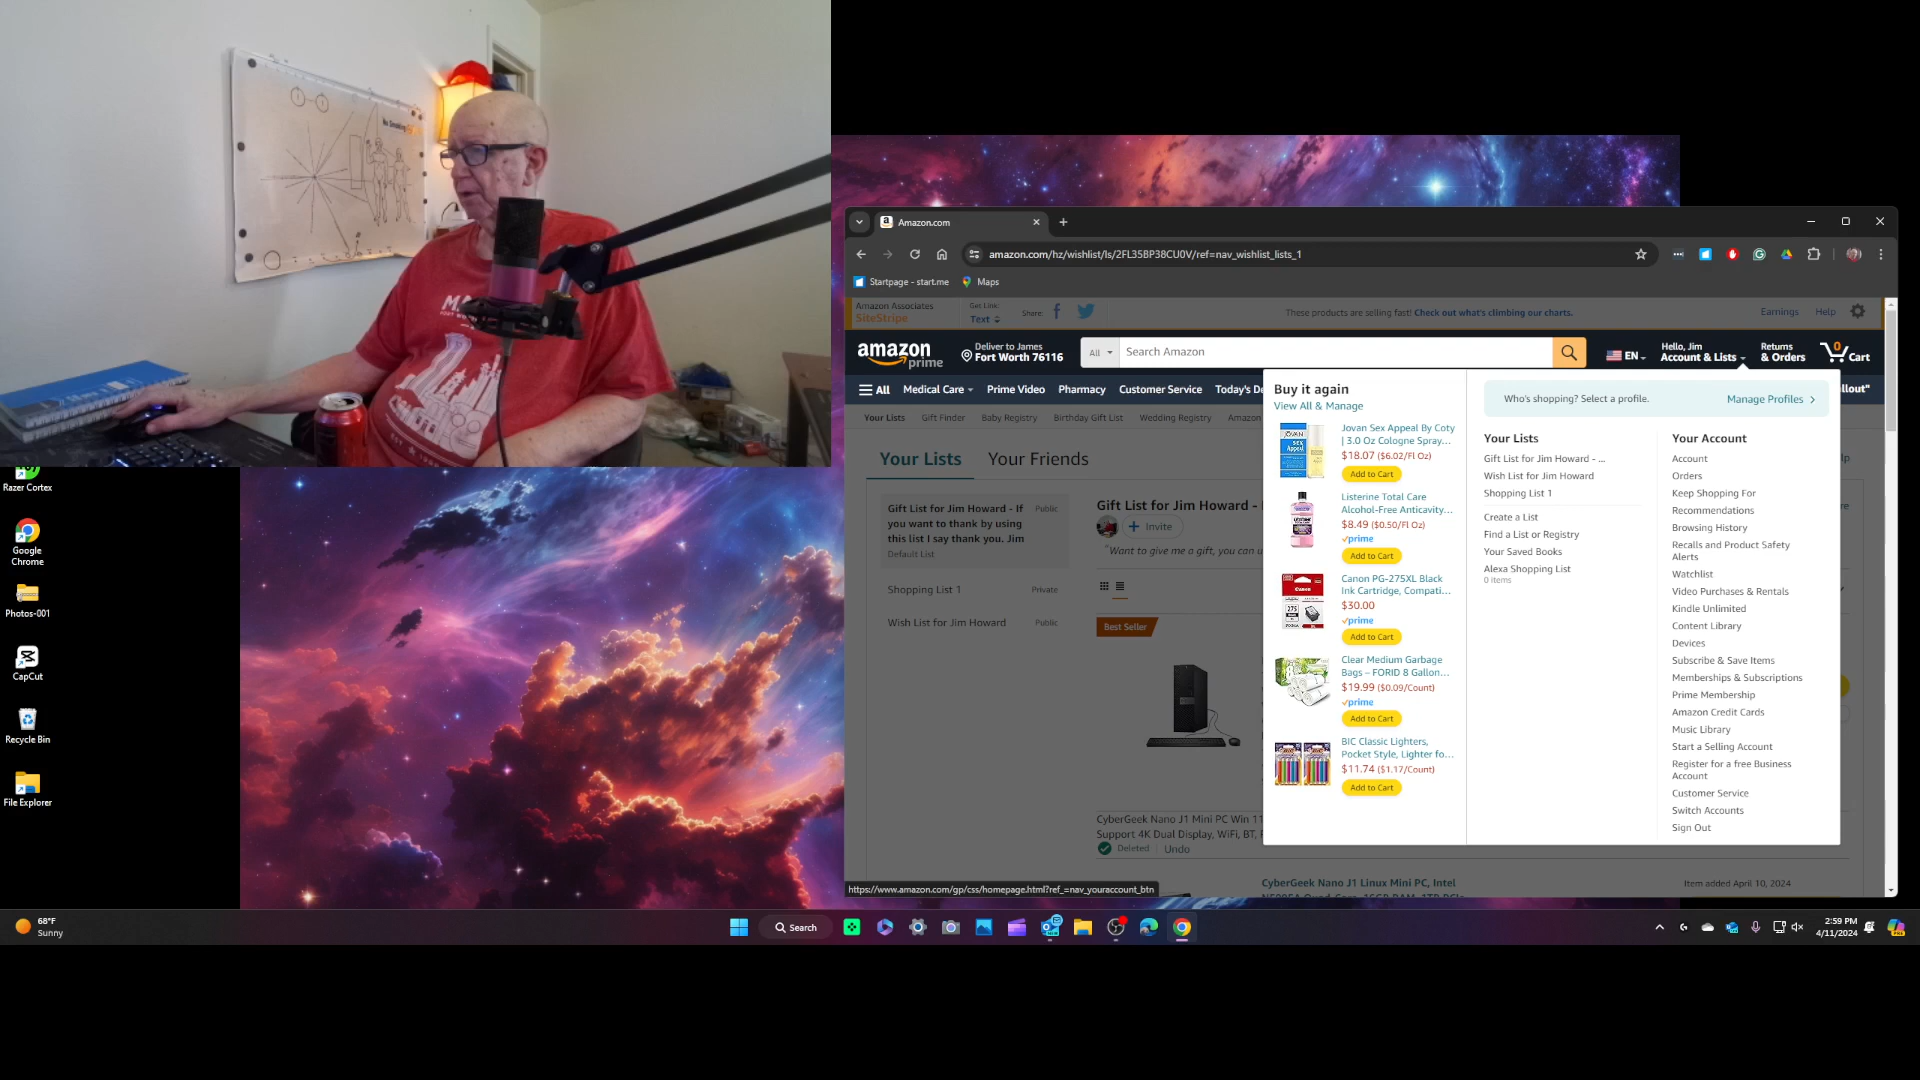 No Smoking
MA
Razer Cortex
Google
Chrome
Photos-001
CapCut
Recycle Bin
File Explorer
Amazon.com
amazon.com/hz/wishlist/ls/2FL35BP38CU0V/ref=nav_wishlist_lists_1
Startpage - start.me
Maps
Amazon Associates
SiteStripe
Get Link:
Text
Share:
These products are selling fast! Check out what's climbing our charts.
Earnings
Help
amazon
prime
Deliver to James
Fort Worth 76116
All
Search Amazon
EN
Hello, Jim
Account & Lists
Returns
& Orders
0
Cart
All
Medical Care
Prime Video
Pharmacy
Customer Service
Today's De
llout"
Your Lists
Gift Finder
Baby Registry
Birthday Gift List
Wedding Registry
Amazon
Your Lists
Your Friends
Gift List for Jim Howard - If
you want to thank by using
this list I say thank you. Jim
Default List
Public
Shopping List 1
Private
Wish List for Jim Howard
Public
Gift List for Jim Howard -
Invite
"Want to give me a gift, you can u
Best Seller
CyberGeek Nano J1 Mini PC Win 11
Support 4K Dual Display, WiFi, BT,
Deleted
Undo
CyberGeek Nano J1 Linux Mini PC, Intel
Item added April 10, 2024
Buy it again
View All & Manage
Jovan Sex Appeal By Coty
| 3.0 Oz Cologne Spray...
$18.07 ($6.02/Fl Oz)
Add to Cart
Listerine Total Care
Alcohol-Free Anticavity...
$8.49 ($0.50/Fl Oz)
prime
Add to Cart
Canon PG-275XL Black
Ink Cartridge, Compati...
$30.00
prime
Add to Cart
Clear Medium Garbage
Bags – FORID 8 Gallon...
$19.99 ($0.09/Count)
prime
Add to Cart
BIC Classic Lighters,
Pocket Style, Lighter fo...
$11.74 ($1.17/Count)
Add to Cart
Who's shopping? Select a profile.
Manage Profiles
Your Lists
Gift List for Jim Howard - ...
Wish List for Jim Howard
Shopping List 1
Create a List
Find a List or Registry
Your Saved Books
Alexa Shopping List
0 items
Your Account
Account
Orders
Keep Shopping For
Recommendations
Browsing History
Recalls and Product Safety
Alerts
Watchlist
Video Purchases & Rentals
Kindle Unlimited
Content Library
Devices
Subscribe & Save Items
Memberships & Subscriptions
Prime Membership
Amazon Credit Cards
Music Library
Start a Selling Account
Register for a free Business
Account
Customer Service
Switch Accounts
Sign Out
https://www.amazon.com/gp/css/homepage.html?ref_=nav_youraccount_btn
68°F
Sunny
Search
2:59 PM
4/11/2024